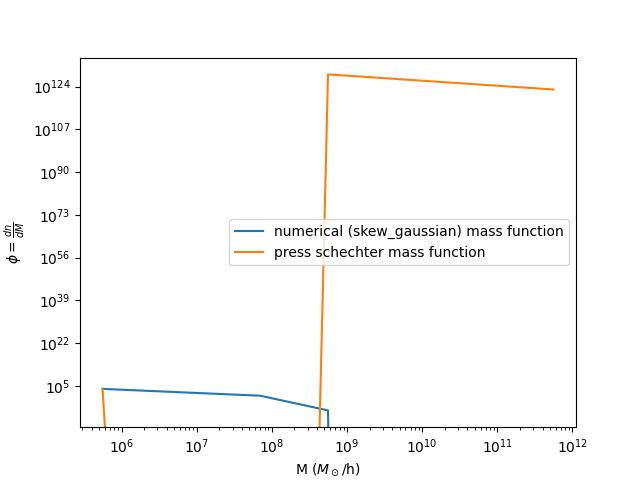 10^124
10^107
10^90
10^73
10^56
10^39
10^22
10^5
ϕ = dn/dM
numerical (skew_gaussian) mass function
press schechter mass function
10^6 10^7 10^8 10^9 10^10 10^11 10^12
M (M_⊙/h)